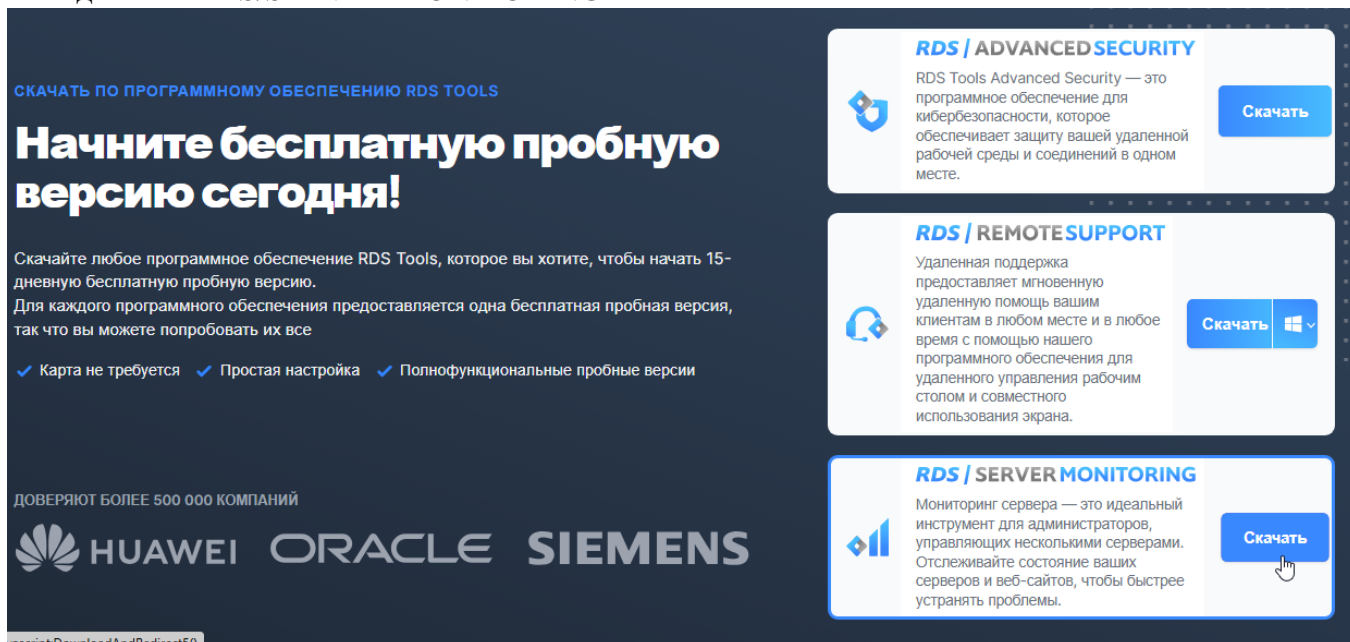 СКАЧАТЬ ПО ПРОГРАММНОМУ ОБЕСПЕЧЕНИЮ RDS TOOLS
Начните бесплатную пробную
версию сегодня!
Скачайте любое программное обеспечение RDS Tools, которое вы хотите, чтобы начать 15-
дневную бесплатную пробную версию.
Для каждого программного обеспечения предоставляется одна бесплатная пробная версия,
так что вы можете попробовать их все
Карта не требуется Простая настройка Полнофункциональные пробные версии
ДОВЕРЯЮТ БОЛЕЕ 500 000 КОМПАНИЙ
HUAWEI ORACLE SIEMENS
RDS / ADVANCED SECURITY
RDS Tools Advanced Security — это
программное обеспечение для
кибербезопасности, которое
обеспечивает защиту вашей удаленной
рабочей среды и соединений в одном
месте.
Скачать
RDS / REMOTE SUPPORT
Удаленная поддержка
предоставляет мгновенную
удаленную помощь вашим
клиентам в любом месте и в любое
время с помощью нашего
программного обеспечения для
удаленного управления рабочим
столом и совместного
использования экрана.
Скачать
RDS / SERVER MONITORING
Мониторинг сервера — это идеальный
инструмент для администраторов,
управляющих несколькими серверами.
Отслеживайте состояние ваших
серверов и веб-сайтов, чтобы быстрее
устранять проблемы.
Скачать